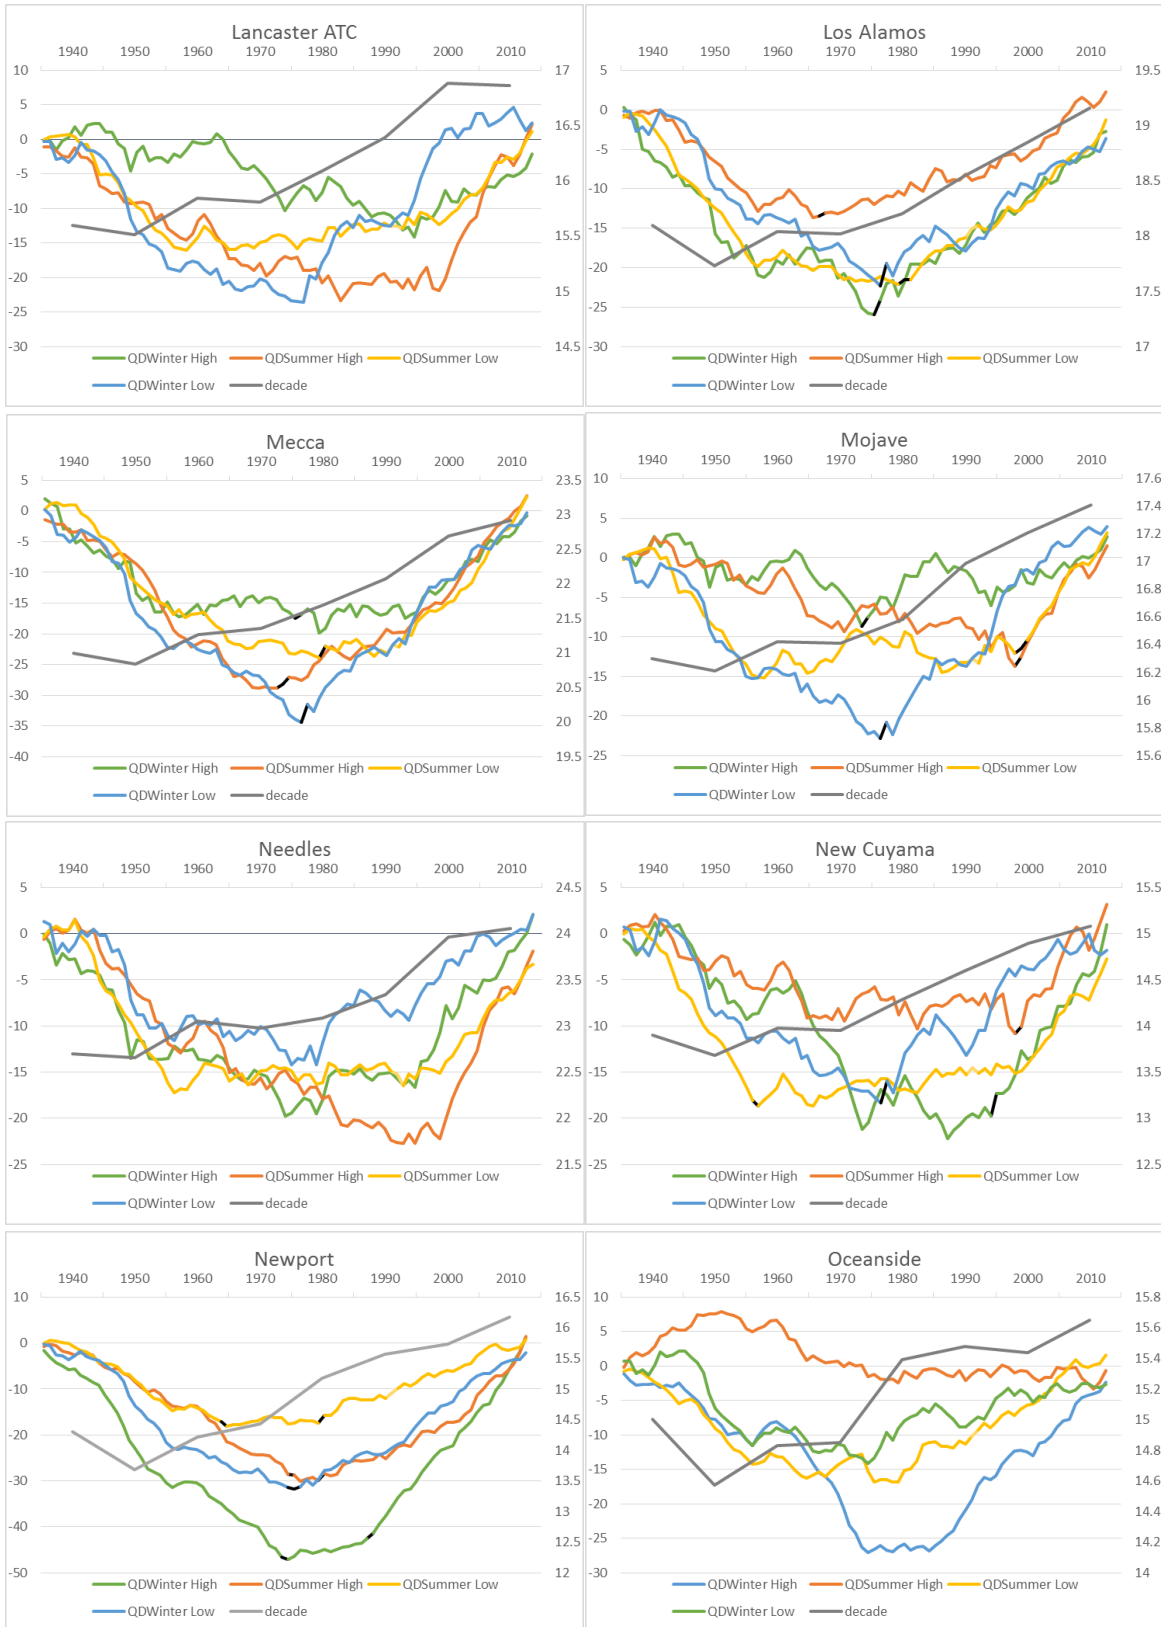 Lancaster ATC
1940 1950 1960 1970 1980 1990 2000 2010
10 17
5 16.5
0
-5 16
-10
-15 15.5
-20 15
-25
-30 14.5
QDWinter High QDSummer High QDSummer Low
QDWinter Low decade
Los Alamos
1940 1950 1960 1970 1980 1990 2000 2010
5 19.5
0 19
-5
-10 18.5
-15 18
-20
-25 17.5
-30 17
QDWinter High QDSummer High QDSummer Low
QDWinter Low decade
Mecca
1940 1950 1960 1970 1980 1990 2000 2010
5 23.5
0 23
-5 22.5
-10
-15 22
-20 21.5
-25 21
-30 20.5
-35 20
-40 19.5
QDWinter High QDSummer High QDSummer Low
QDWinter Low decade
Mojave
1940 1950 1960 1970 1980 1990 2000 2010
10 17.6
5 17.4
0 17.2
-5 17
-10 16.8
-15 16.6
-20 16.4
-25 16.2
16
15.8
15.6
QDWinter High QDSummer High QDSummer Low
QDWinter Low decade
Needles
1940 1950 1960 1970 1980 1990 2000 2010
5 24.5
0 24
-5 23.5
-10 23
-15 22.5
-20 22
-25 21.5
QDWinter High QDSummer High QDSummer Low
QDWinter Low decade
New Cuyama
1940 1950 1960 1970 1980 1990 2000 2010
5 15.5
0 15
-5 14.5
-10 14
-15 13.5
-20 13
-25 12.5
QDWinter High QDSummer High QDSummer Low
QDWinter Low decade
Newport
1940 1950 1960 1970 1980 1990 2000 2010
10 16.5
0 16
-10 15.5
-20 15
-30 14.5
-40 14
-50 13.5
13
12.5
12
QDWinter High QDSummer High QDSummer Low
QDWinter Low decade
Oceanside
1940 1950 1960 1970 1980 1990 2000 2010
10 15.8
5 15.6
0 15.4
-5 15.2
-10 15
-15 14.8
-20 14.6
-25 14.4
-30 14.2
14
QDWinter High QDSummer High QDSummer Low
QDWinter Low decade